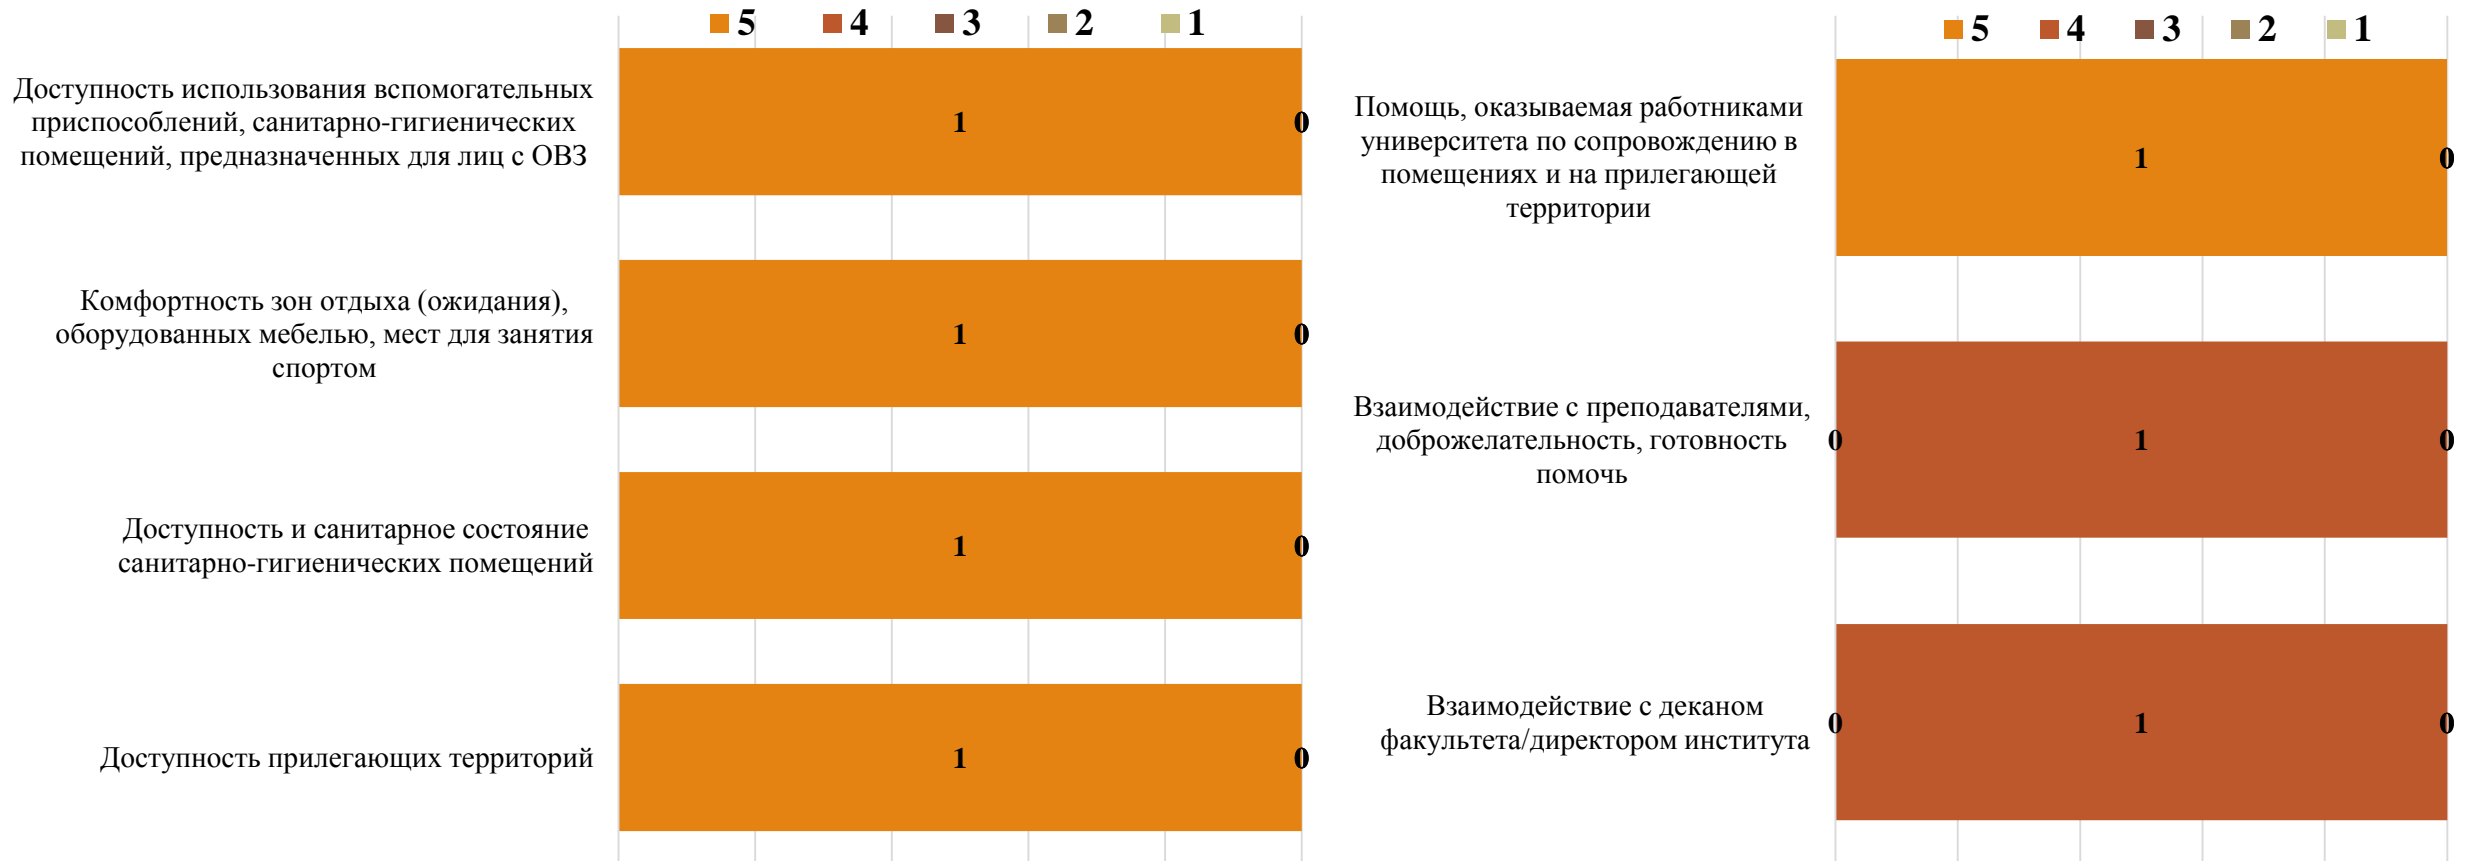 5 4 3 2 1
Доступность использования вспомогательных
приспособлений, санитарно-гигиенических
помещений, предназначенных для лиц с ОВЗ
1 0
Комфортность зон отдыха (ожидания),
оборудованных мебелью, мест для занятия
спортом
1 0
Доступность и санитарное состояние
санитарно-гигиенических помещений
1 0
Доступность прилегающих территорий
1 0
5 4 3 2 1
Помощь, оказываемая работниками
университета по сопровождению в
помещениях и на прилегающей
территории
1 0
Взаимодействие с преподавателями,
доброжелательность, готовность
помочь
0 1 0
Взаимодействие с деканом
факультета/директором института
0 1 0